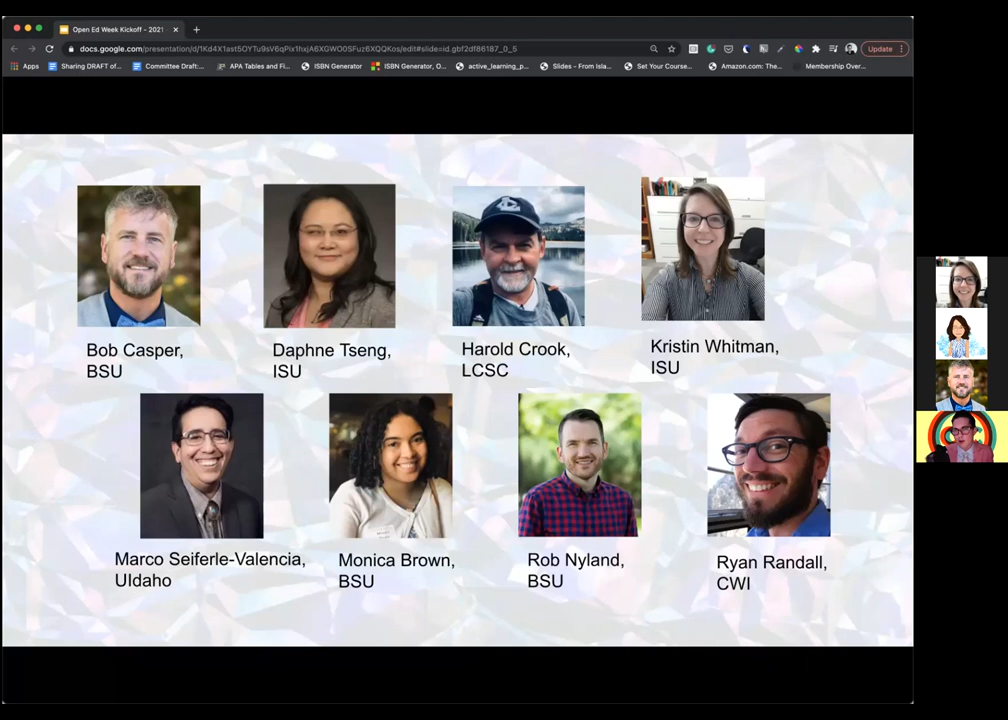 Open Ed Week Kickoff - 2021
docs.google.com/presentation/d/1Kd4X1ast5OYTu9sV6qPix1hxjA6XGWO0SFuz6XQQKos/edit#slide=id.gbf2df86187_0_5
Update
Apps
Sharing DRAFT of...
Committee Draft:...
APA Tables and Fi...
ISBN Generator
ISBN Generator, O...
active_learning_p...
Slides - From Isla...
Set Your Course...
Amazon.com: The...
Membership Over...
Bob Casper,
BSU
Daphne Tseng,
ISU
Harold Crook,
LCSC
Kristin Whitman,
ISU
Marco Seiferle-Valencia,
UIdaho
Monica Brown,
BSU
Rob Nyland,
BSU
Ryan Randall,
CWI